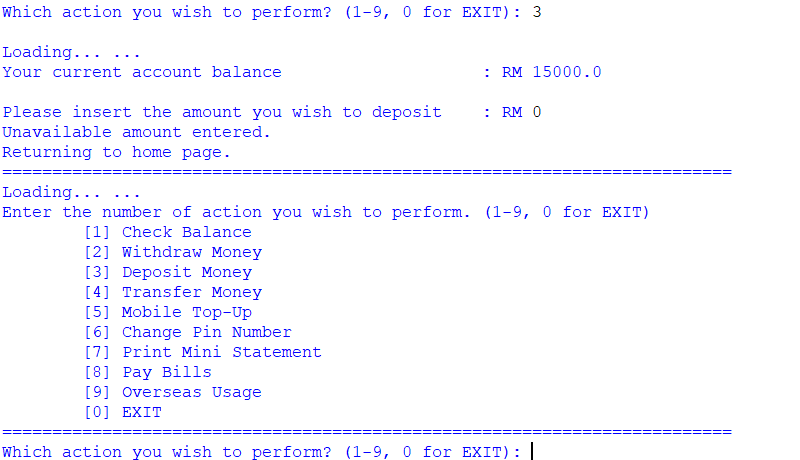 Which action you wish to perform? (1-9, 0 for EXIT): 3
Loading... ...
Your current account balance : RM 15000.0
Please insert the amount you wish to deposit : RM 0
Unavailable amount entered.
Returning to home page.
=========================================================================
Loading... ...
Enter the number of action you wish to perform. (1-9, 0 for EXIT)
[1] Check Balance
[2] Withdraw Money
[3] Deposit Money
[4] Transfer Money
[5] Mobile Top-Up
[6] Change Pin Number
[7] Print Mini Statement
[8] Pay Bills
[9] Overseas Usage
[0] EXIT
=========================================================================
Which action you wish to perform? (1-9, 0 for EXIT):